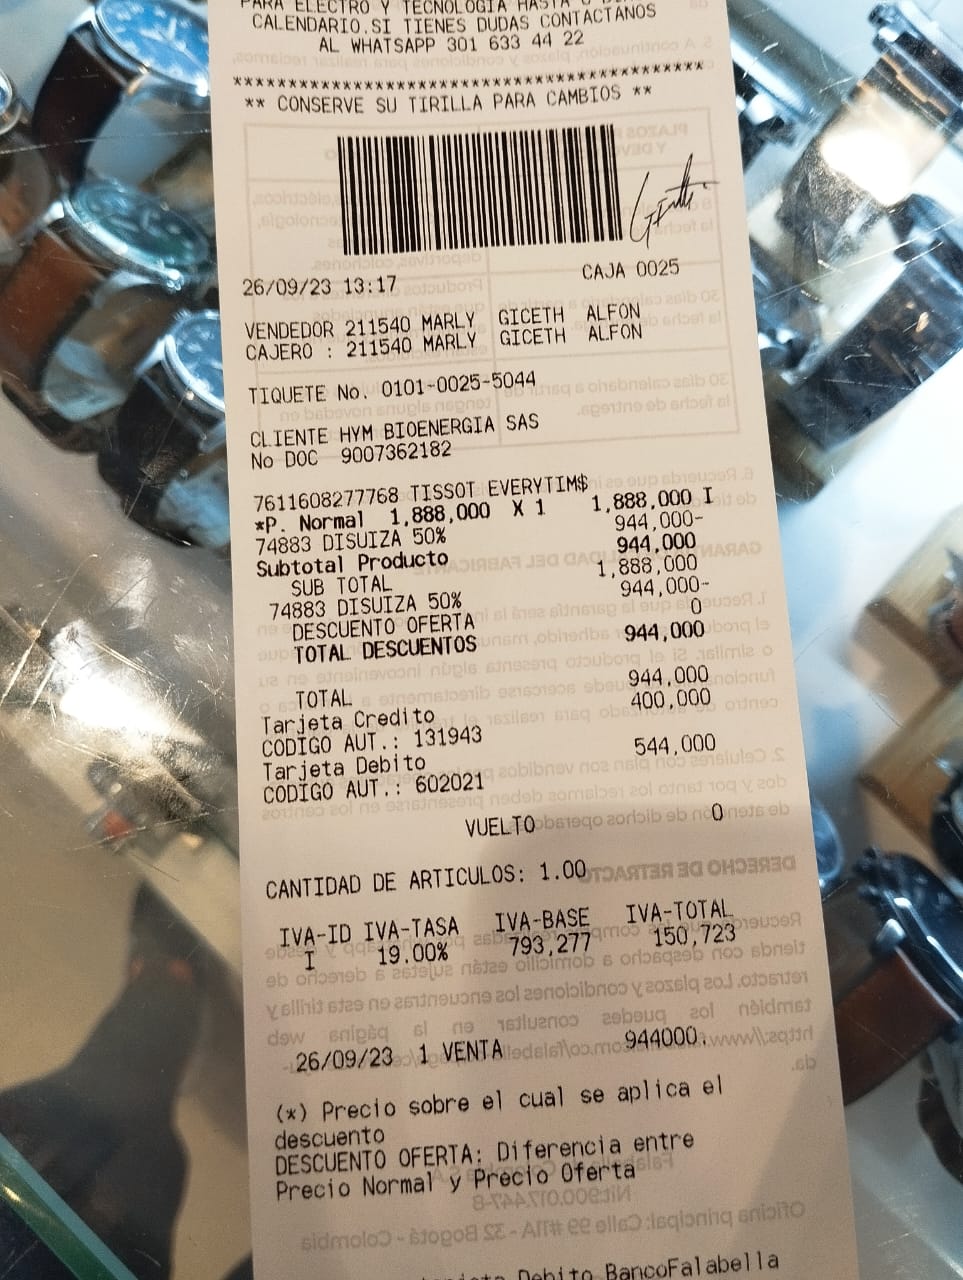 CALENDARIO.SI TIENES DUDAS CONTACTANOS
AL WHATSAPP 301 633 44 22
** CONSERVE SU TIRILLA PARA CAMBIOS **
26/09/23 13:17 CAJA 0025
VENDEDOR 211540 MARLY GICETH ALFON
CAJERO : 211540 MARLY GICETH ALFON
TIQUETE No. 0101-0025-5044
CLIENTE HYM BIOENERGIA SAS
No DOC 9007362182
7611608277768 TISSOT EVERYTIM$
*P. Normal 1,888,000 X 1 1,888,000 I
74883 DISUIZA 50% 944,000-
Subtotal Producto 944,000
SUB TOTAL 1,888,000
74883 DISUIZA 50% 944,000-
DESCUENTO OFERTA 0
TOTAL DESCUENTOS 944,000
TOTAL 944,000
Tarjeta Credito 400,000
CODIGO AUT.: 131943
Tarjeta Debito 544,000
CODIGO AUT.: 602021
VUELTO 0
CANTIDAD DE ARTICULOS: 1.00
IVA-ID IVA-TASA IVA-BASE IVA-TOTAL
I 19.00% 793,277 150,723
26/09/23 1 VENTA 944000.
(*) Precio sobre el cual se aplica el
descuento
DESCUENTO OFERTA: Diferencia entre
Precio Normal y Precio Oferta
Debito BancoFalabella